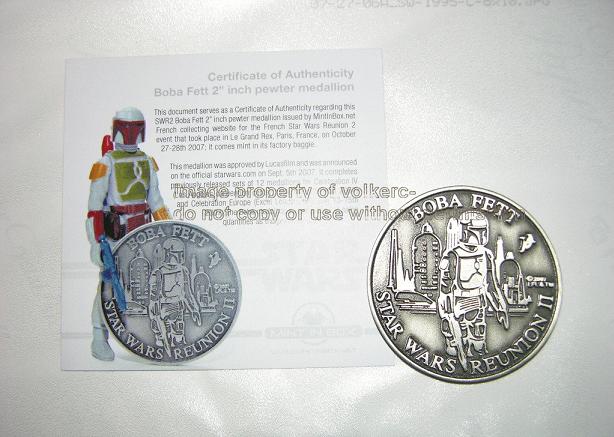 Certificate of Authenticity
Boba Fett 2" inch pewter medallion
This document serves as a Certificate of Authenticity regarding this
SWR2 Boba Fett 2" inch pewter medallion issued by MintInBox.net
French collecting website for the French Star Wars Reunion 2
event that took place in Le Grand Rex, Paris, France, on October
27-28th 2007; it comes mint in its factory baggie.
This medallion was approved by Lucasfilm and was announced
on the official starwars.com on Sept. 5th 2007. It completes
previously released sets of 12 medallions by Celebration IV
and Celebration Europe
Image property of volkerc-
do not copy or use without
BOBA FETT
STAR WARS REUNION II
BOBA FETT
STAR WARS REUNION II
MINT IN BOX